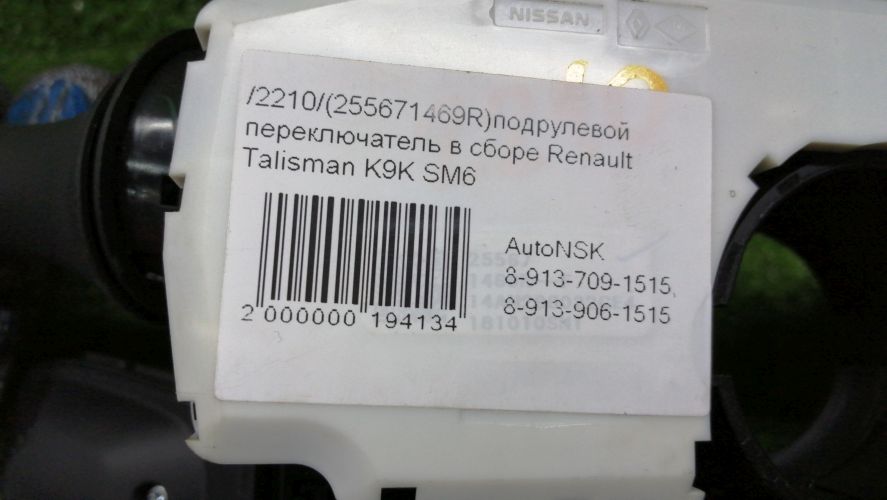 NISSAN
/2210/(255671469R)подрулевой
переключатель в сборе Renault
Talisman K9K SM6
AutoNSK
8-913-709-1515,
8-913-906-1515
2 000000 194134